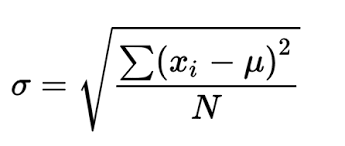 σ = √(∑(xᵢ − μ)² / N)